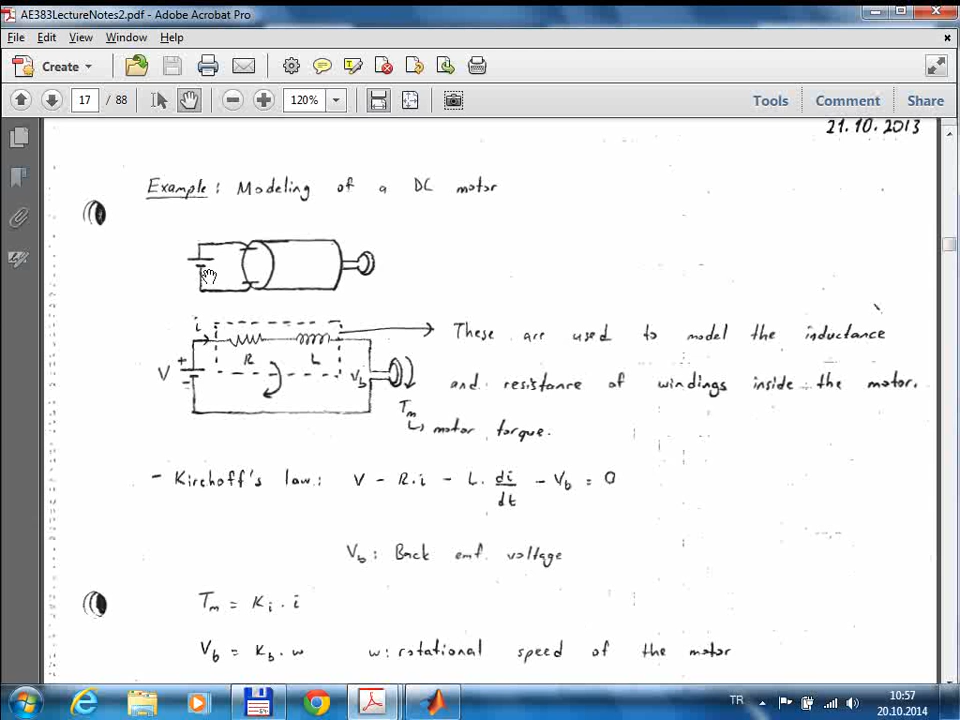 AE383LectureNotes2.pdf - Adobe Acrobat Pro
File Edit View Window Help
Create
17 / 88 120% Tools Comment Share
21.10.2013
Example: Modeling of a DC motor
i
R L
V + - Vb
Tm
These are used to model the inductance
and resistance of windings inside the motor.
↳ motor torque.
- Kirchoff's law: V - R.i - L. di/dt - Vb = 0
Vb: Back emf. voltage
Tm = Ki . i
Vb = Kb . w w: rotational speed of the motor
TR 10:57
20.10.2014